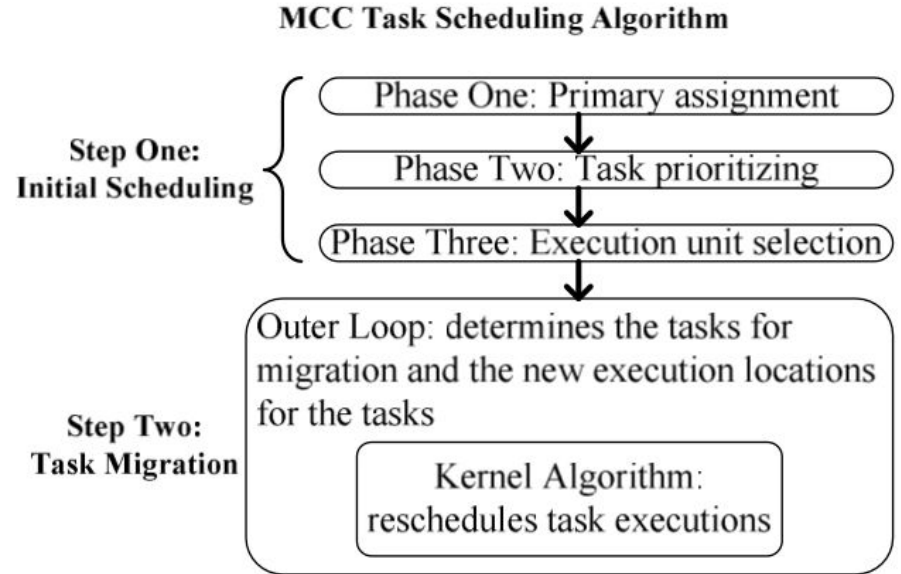 MCC Task Scheduling Algorithm
Step One:
Initial Scheduling
Phase One: Primary assignment
Phase Two: Task prioritizing
Phase Three: Execution unit selection
Step Two:
Task Migration
Outer Loop: determines the tasks for
migration and the new execution locations
for the tasks
Kernel Algorithm:
reschedules task executions